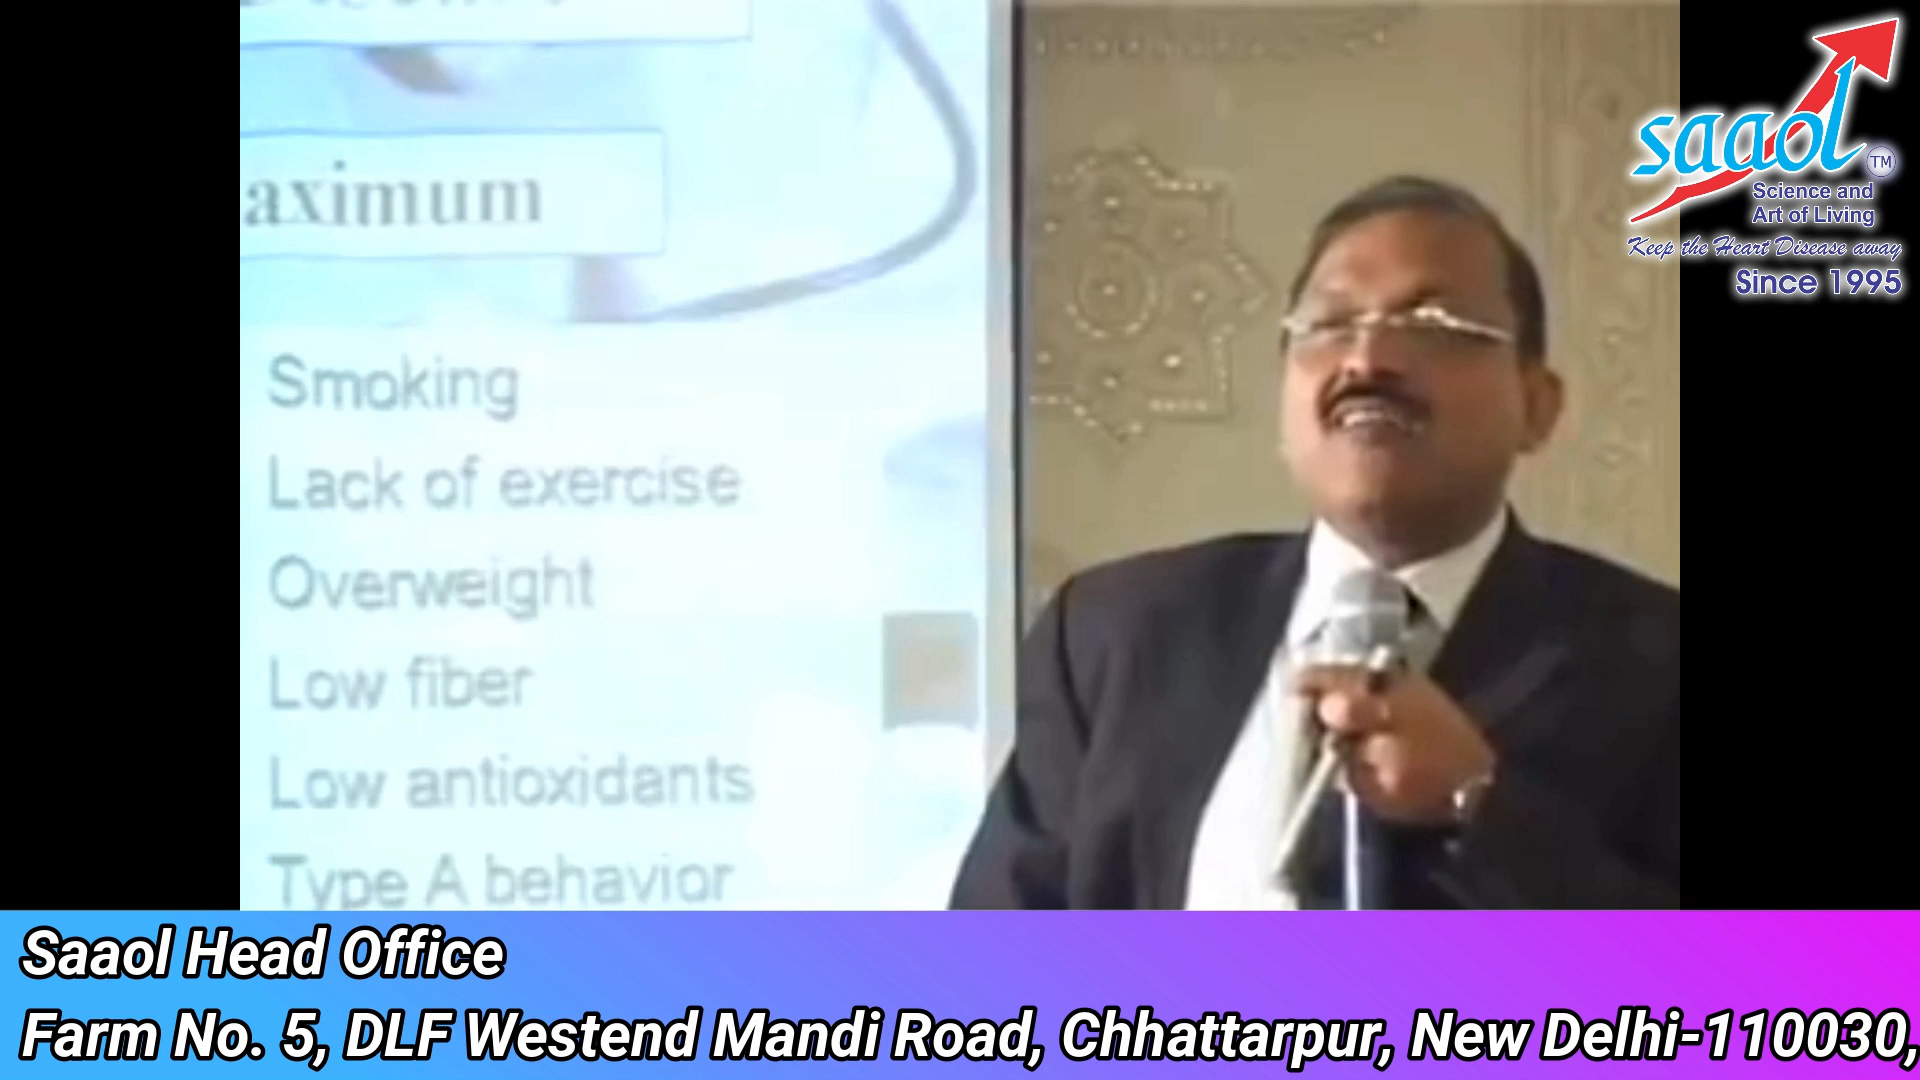 aximum
Smoking
Lack of exercise
Overweight
Low fiber
Low antioxidants
Type A behavior
saaol TM
Science and
Art of Living
Keep the Heart Disease away
Since 1995
Saaol Head Office
Farm No. 5, DLF Westend Mandi Road, Chhattarpur, New Delhi-110030,